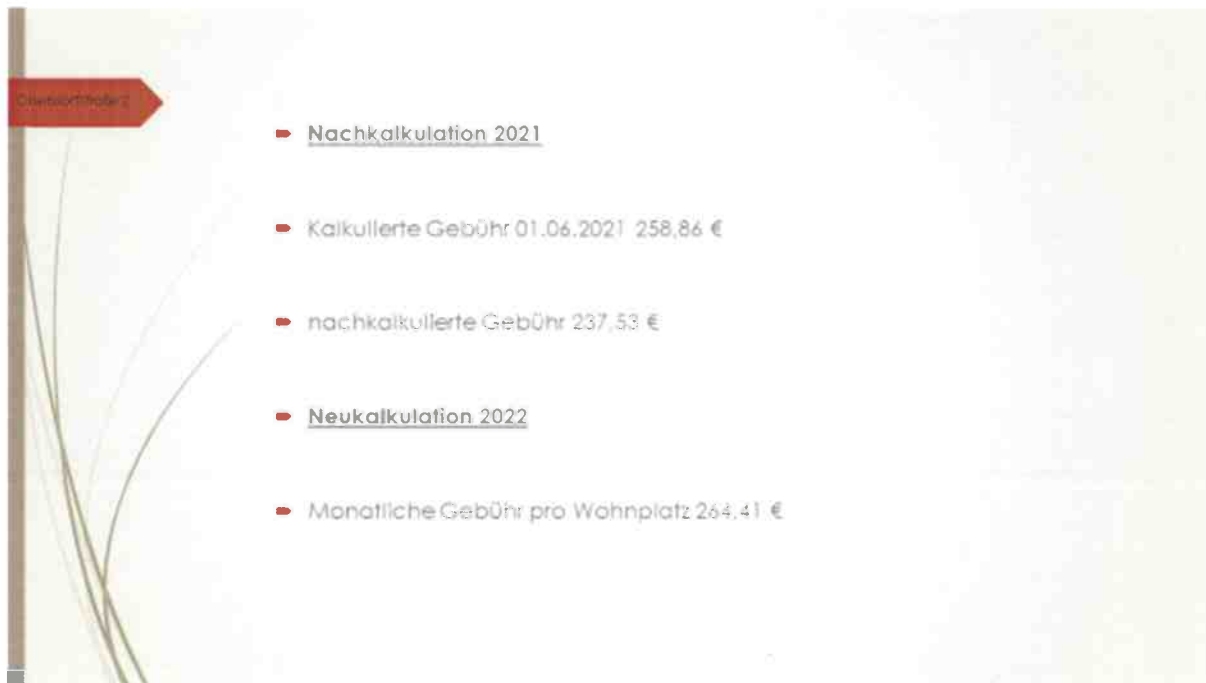 Nachkalkulation 2021
Kalkulierte Gebühr 01.06.2021 258,86 €
nachkalkulierte Gebühr 237,53 €
Neukalkulation 2022
Monatliche Gebühr pro Wohnplatz 264,41 €